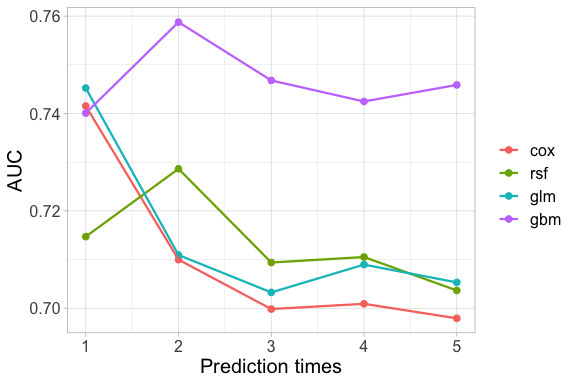 0.76
0.74
0.72
0.70
AUC
1 2 3 4 5
Prediction times
cox
rsf
glm
gbm